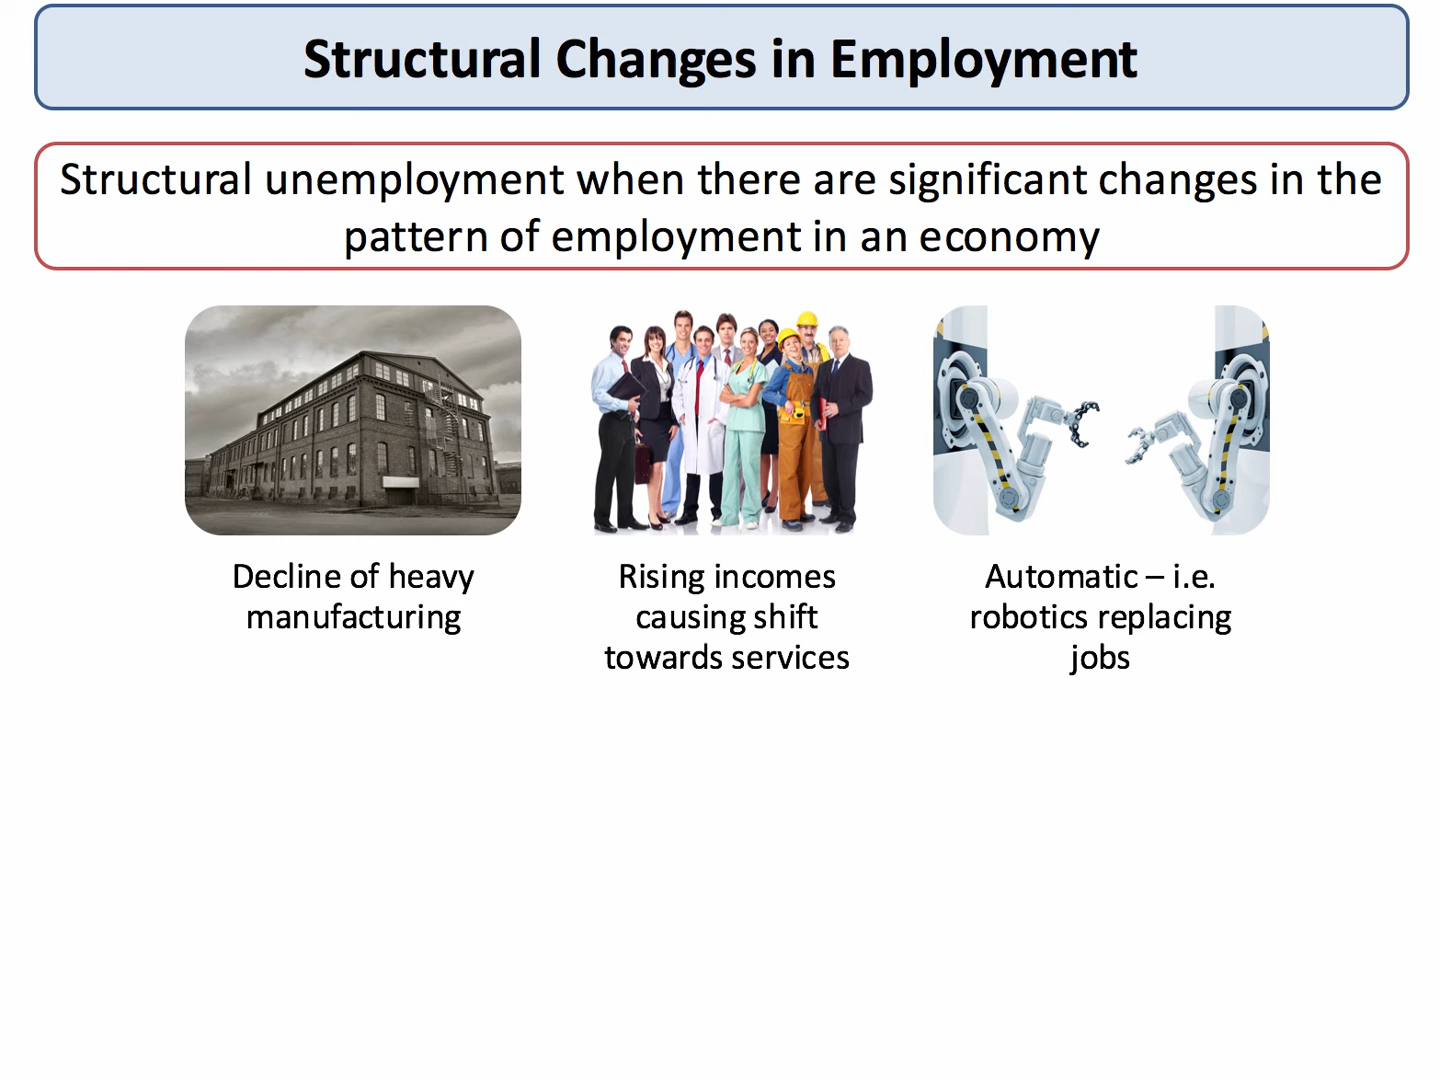 Structural Changes in Employment
Structural unemployment when there are significant changes in the
pattern of employment in an economy
Decline of heavy
manufacturing
Rising incomes
causing shift
towards services
Automatic – i.e.
robotics replacing
jobs